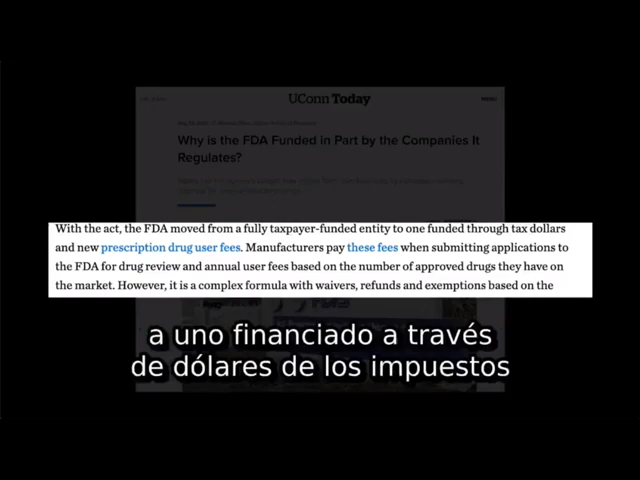 UConn Today
MENU
Why is the FDA Funded in Part by the Companies It
Regulates?
With the act, the FDA moved from a fully taxpayer-funded entity to one funded through tax dollars
and new prescription drug user fees. Manufacturers pay these fees when submitting applications to
the FDA for drug review and annual user fees based on the number of approved drugs they have on
the market. However, it is a complex formula with waivers, refunds and exemptions based on the
a uno financiado a través
de dólares de los impuestos